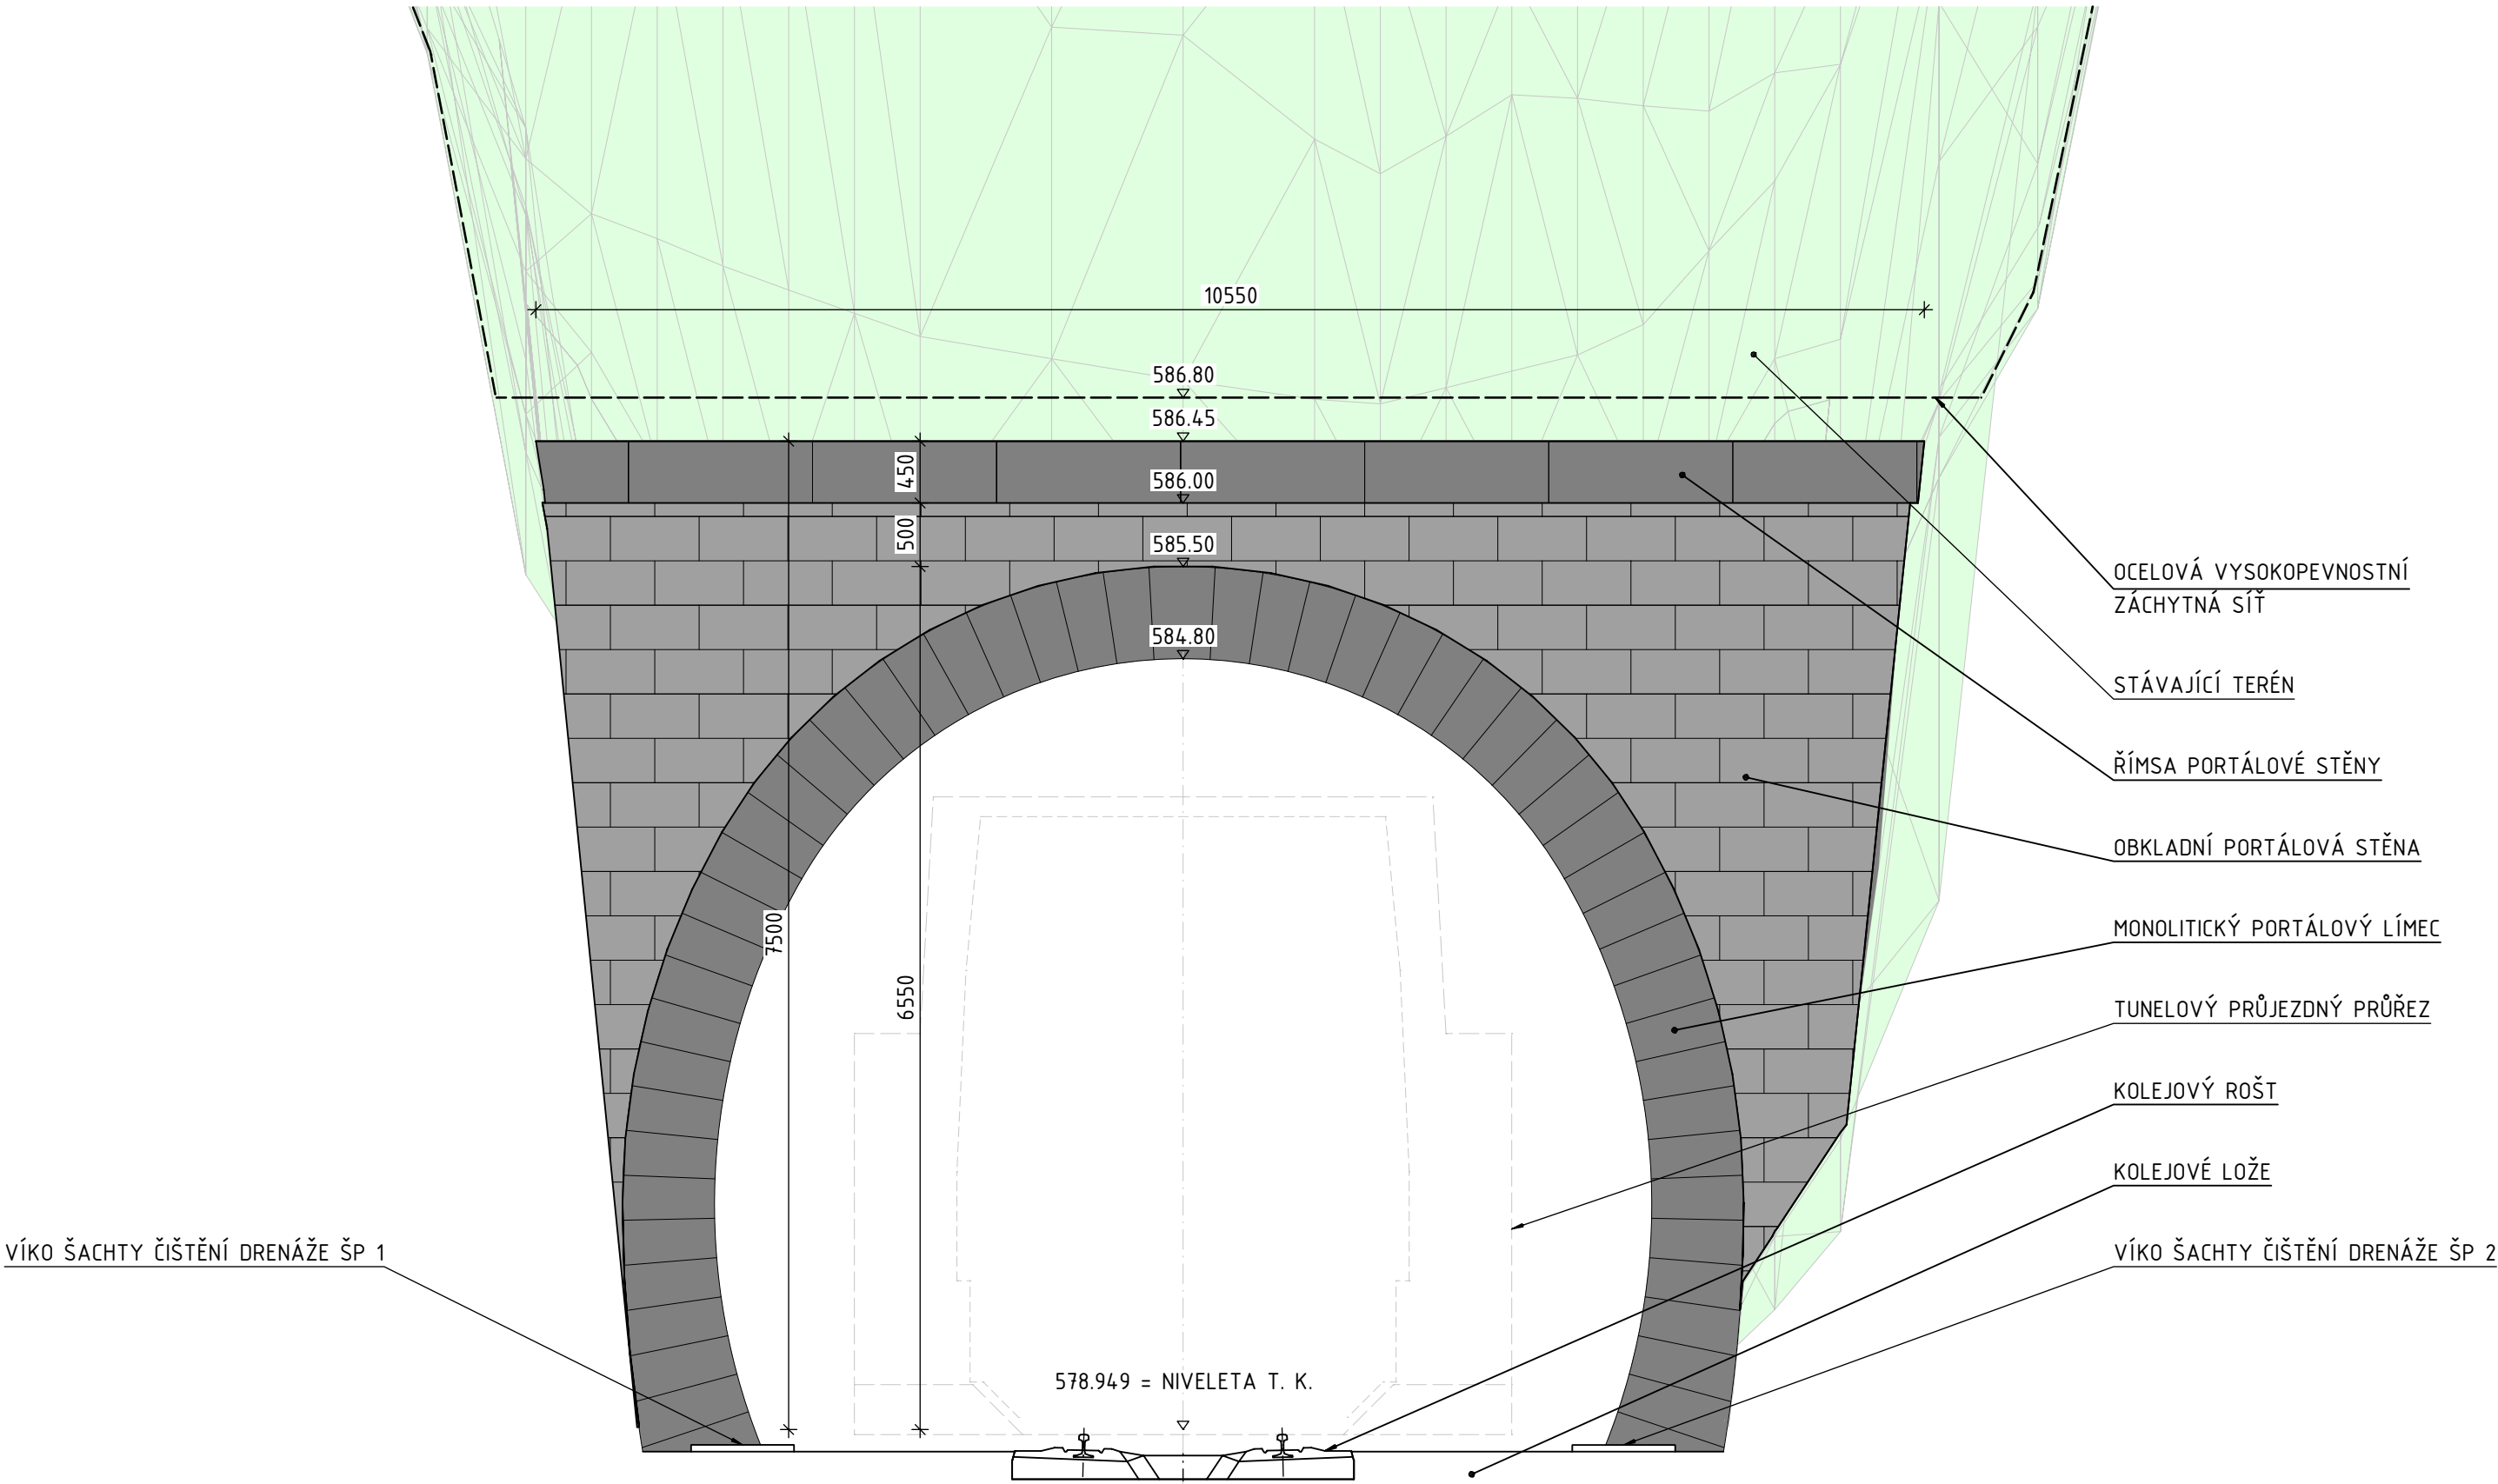 10550
586.80
586.45
450
586.00
500
585.50
584.80
OCELOVÁ VYSOKOPEVNOSTNÍ
ZÁCHYTNÁ SÍŤ
STÁVAJÍCÍ TERÉN
ŘÍMSA PORTÁLOVÉ STĚNY
OBKLADNÍ PORTÁLOVÁ STĚNA
7500
MONOLITICKÝ PORTÁLOVÝ LÍMEC
6550
TUNELOVÝ PRŮJEZDNÝ PRŮŘEZ
KOLEJOVÝ ROŠT
KOLEJOVÉ LOŽE
VÍKO ŠACHTY ČIŠTĚNÍ DRENÁŽE ŠP 1
VÍKO ŠACHTY ČIŠTĚNÍ DRENÁŽE ŠP 2
578.949 = NIVELETA T. K.